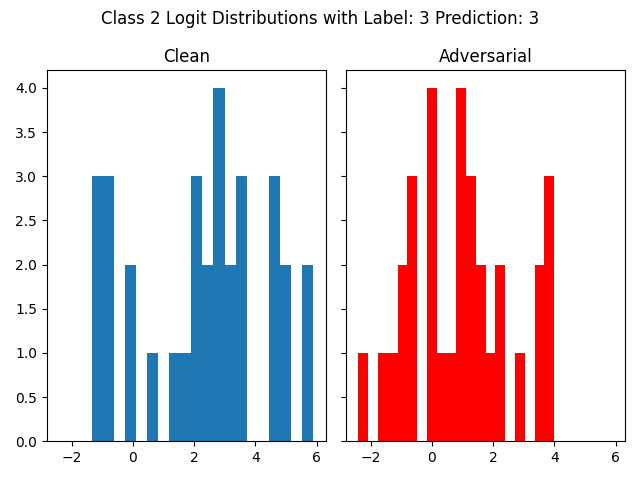 Class 2 Logit Distributions with Label: 3 Prediction: 3
Clean
Adversarial
4.0
3.5
3.0
2.5
2.0
1.5
1.0
0.5
0.0
−2 0 2 4 6
−2 0 2 4 6